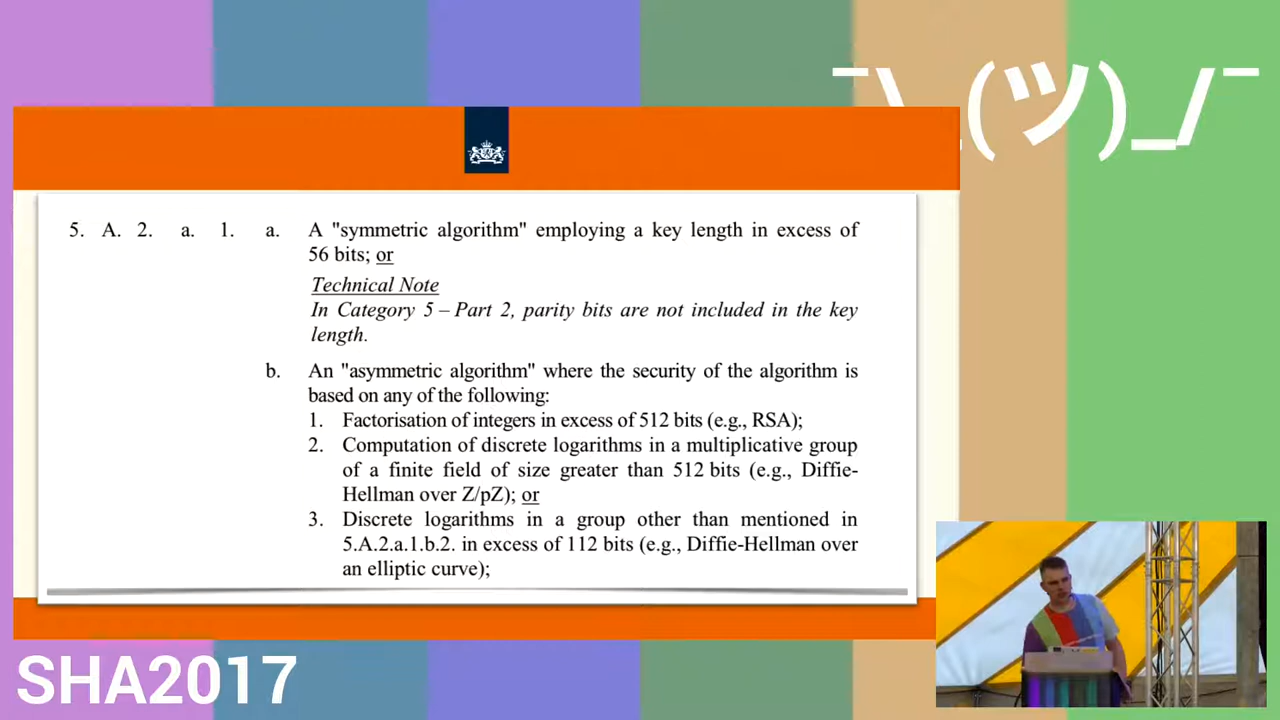 ¯\_(ツ)_/¯
5. A. 2. a. 1. a. A "symmetric algorithm" employing a key length in excess of
56 bits; or
Technical Note
In Category 5 – Part 2, parity bits are not included in the key
length.
b. An "asymmetric algorithm" where the security of the algorithm is
based on any of the following:
1. Factorisation of integers in excess of 512 bits (e.g., RSA);
2. Computation of discrete logarithms in a multiplicative group
of a finite field of size greater than 512 bits (e.g., Diffie-
Hellman over Z/pZ); or
3. Discrete logarithms in a group other than mentioned in
5.A.2.a.1.b.2. in excess of 112 bits (e.g., Diffie-Hellman over
an elliptic curve);
SHA2017